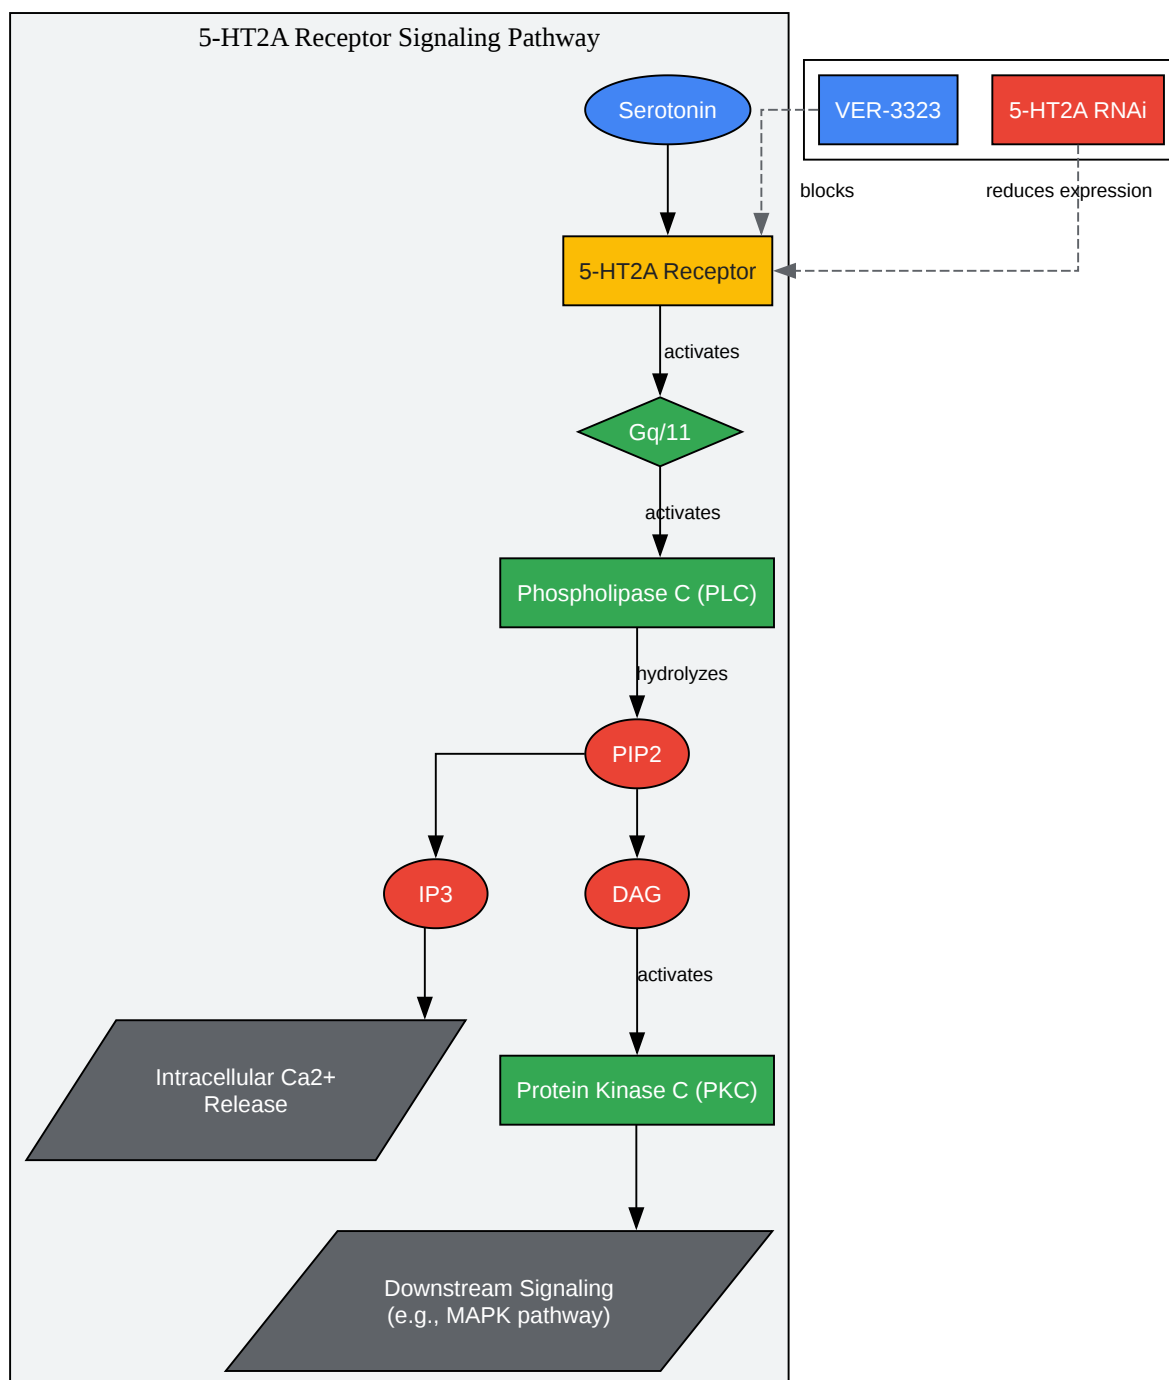 5-HT2A Receptor Signaling Pathway
Serotonin
VER-3323
5-HT2A RNAi
blocks
reduces expression
5-HT2A Receptor
activates
Gq/11
activates
Phospholipase C (PLC)
hydrolyzes
PIP2
IP3
DAG
activates
Intracellular Ca2+
Release
Protein Kinase C (PKC)
Downstream Signaling
(e.g., MAPK pathway)